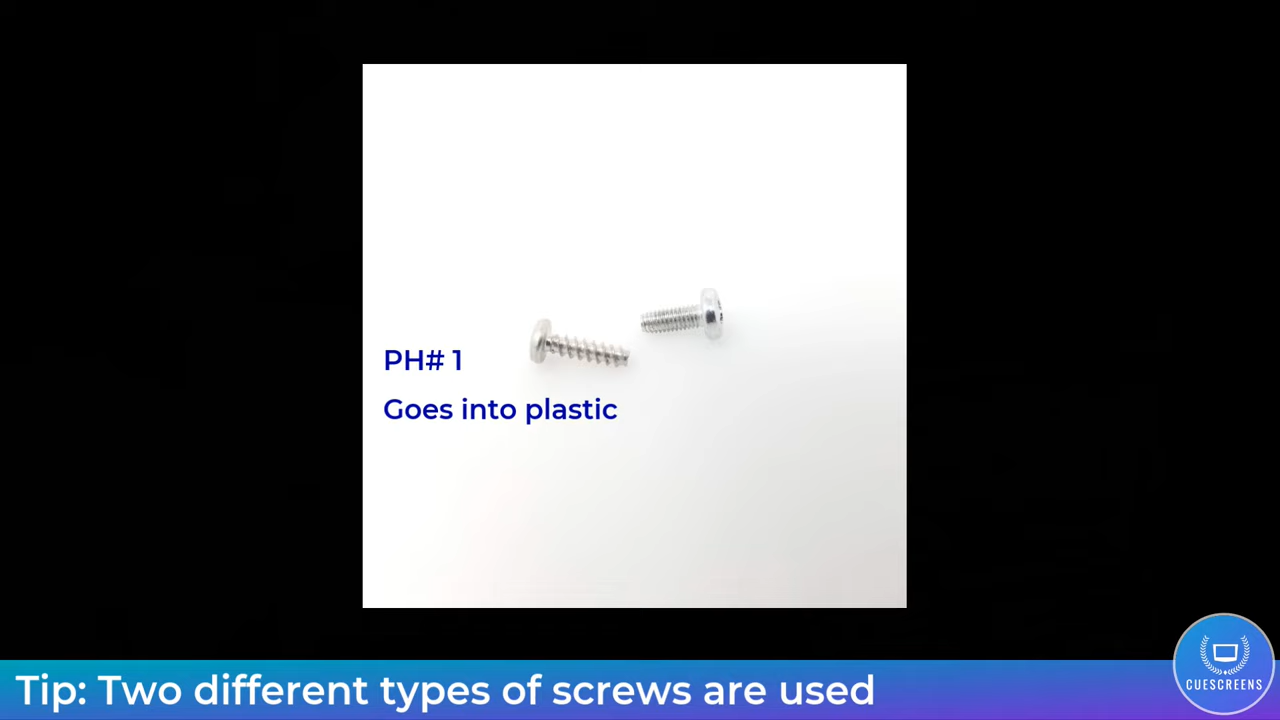 PH# 1
Goes into plastic
Tip: Two different types of screws are used
CUESCREENS